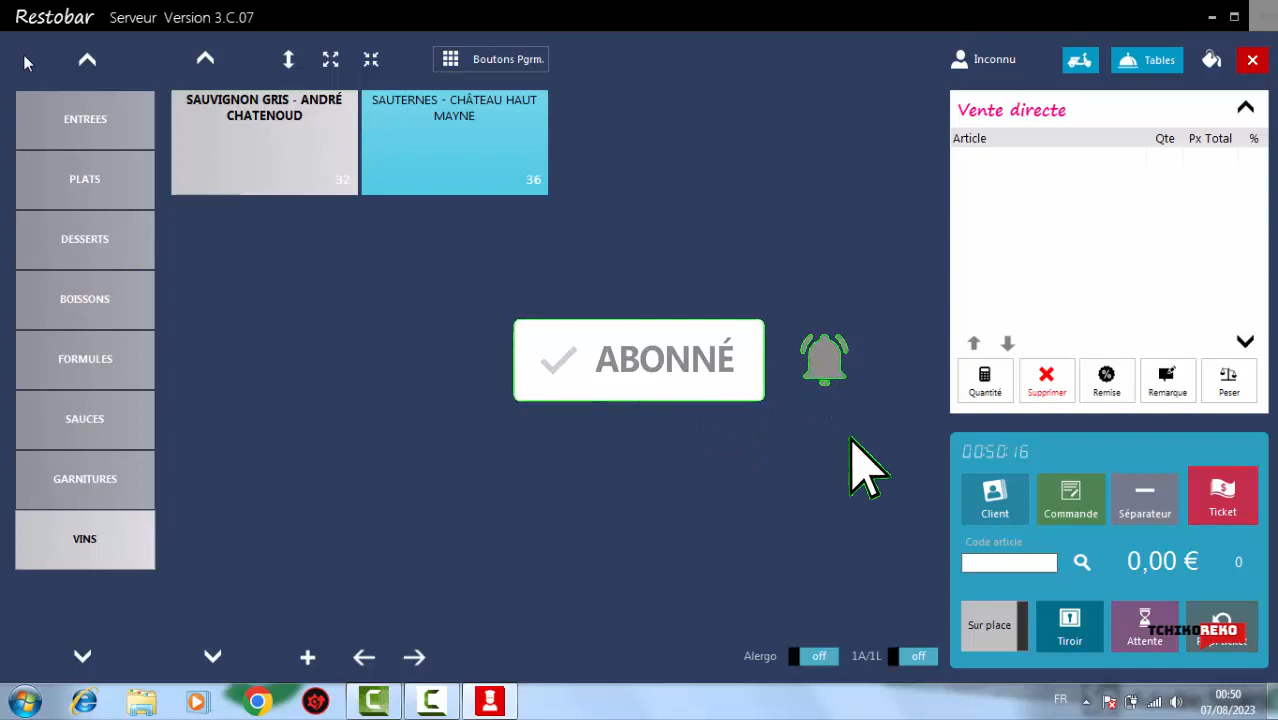 Restobar Serveur Version 3.C.07
Boutons Pgrm.
Inconnu
Tables
ENTREES
PLATS
DESSERTS
BOISSONS
FORMULES
SAUCES
GARNITURES
VINS
SAUVIGNON GRIS - ANDRÉ
CHATENOUD
32
SAUTERNES - CHÂTEAU HAUT
MAYNE
36
ABONNÉ
Vente directe
Article Qte Px Total %
Quantité Supprimer Remise Remarque Peser
00:50:16
Client Commande Séparateur Ticket
Code article
0,00 € 0
Sur place Tiroir Attente
TCHIKOREKO
Alergo off 1A/1L off
FR
00:50
07/08/2023